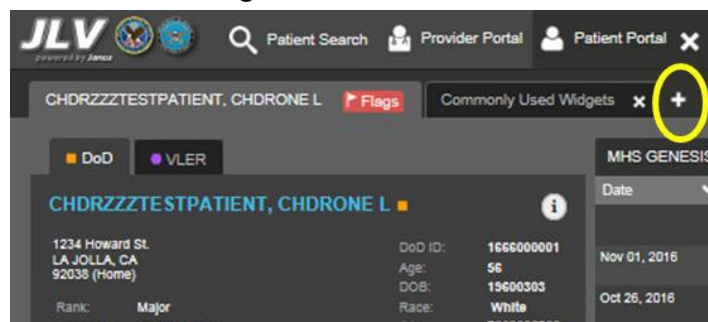 JLV Patient Search Provider Portal Patient Portal
powered by Janus
CHDRZZZTESTPATIENT, CHDRONE L Flags Commonly Used Widgets
DoD VLER MHS GENESIS
Date
CHDRZZZTESTPATIENT, CHDRONE L
1234 Howard St. DoD ID: 1666000001
LA JOLLA, CA Age: 56
92038 (Home) DOB: 19600303
Nov 01, 2016
Rank: Major Race: White
Oct 26, 2016